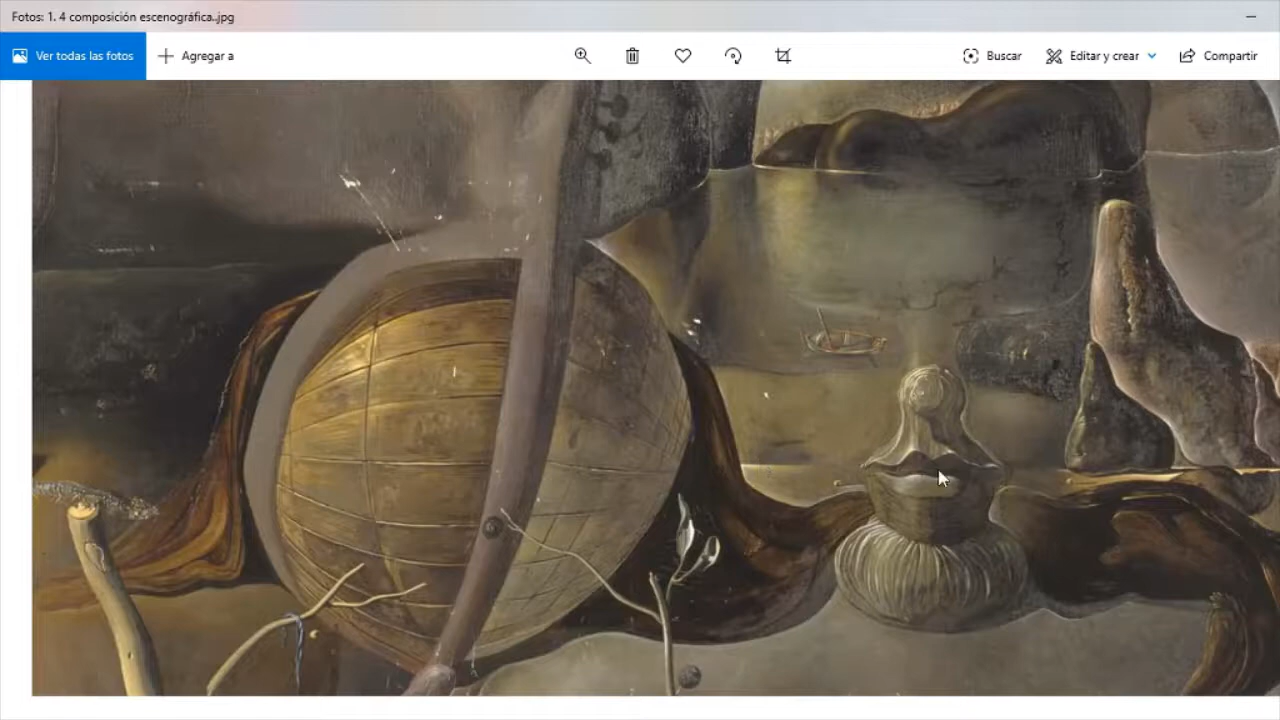 Fotos: 1. 4 composición escenográfica..jpg
Ver todas las fotos
Agregar a
Buscar
Editar y crear
Compartir